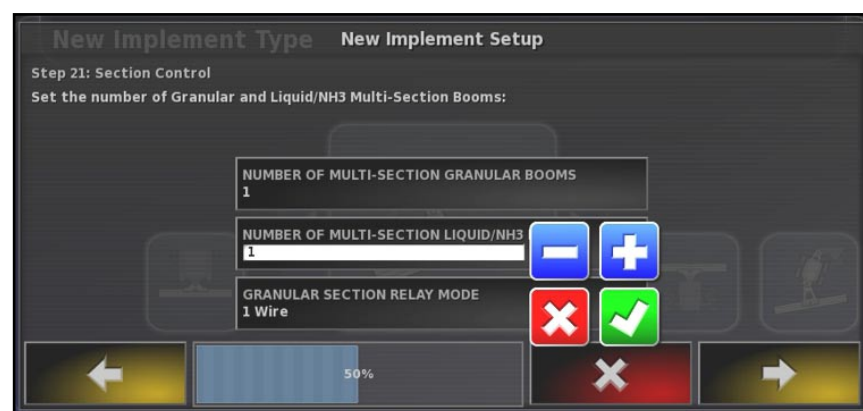 New Implement Type
New Implement Setup
Step 21: Section Control
Set the number of Granular and Liquid/NH3 Multi-Section Booms:
NUMBER OF MULTI-SECTION GRANULAR BOOMS
1
NUMBER OF MULTI-SECTION LIQUID/NH3
1
GRANULAR SECTION RELAY MODE
1 Wire
50%